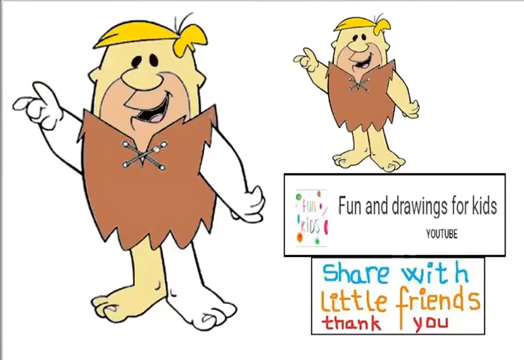 FUN
KIDS
Fun and drawings for kids
YOUTUBE
Share with
little friends
thank you